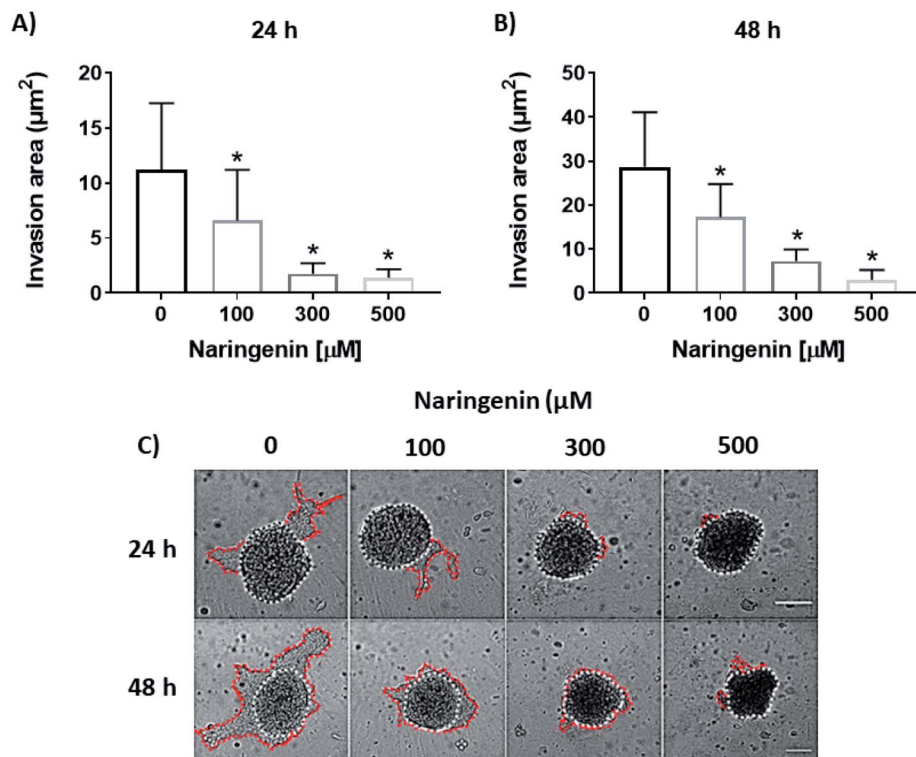 A)
24 h
Invasion area (µm²)
20
15
10
5
0
*
*
*
0 100 300 500
Naringenin [µM]
B)
48 h
Invasion area (µm²)
50
40
30
20
10
0
*
*
*
0 100 300 500
Naringenin [µM]
Naringenin (µM
C)
0 100 300 500
24 h
48 h